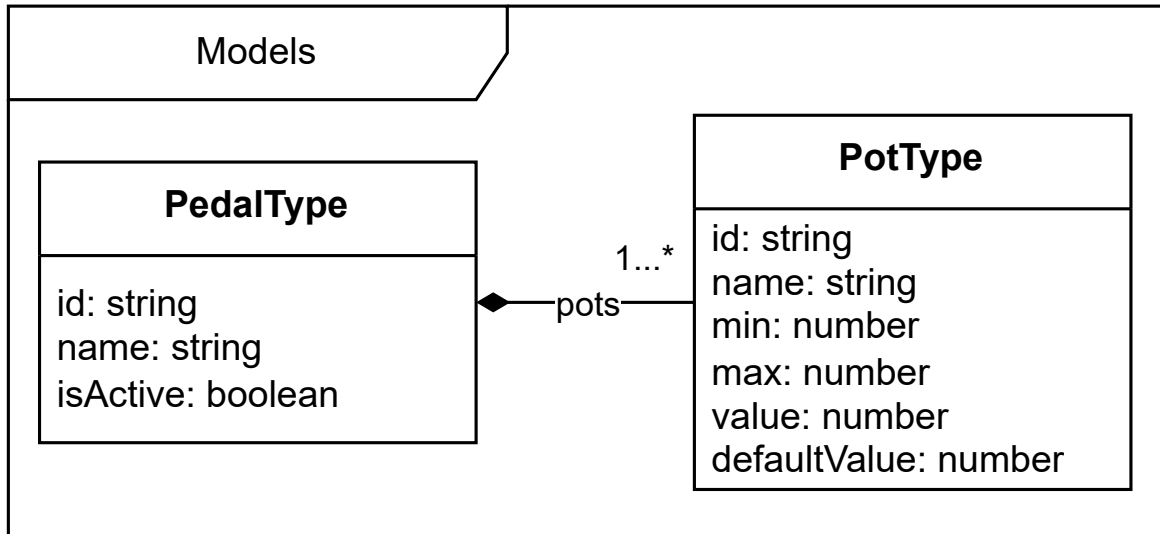 Models
PedalType
id: string
name: string
isActive: boolean
1...*
pots
PotType
id: string
name: string
min: number
max: number
value: number
defaultValue: number